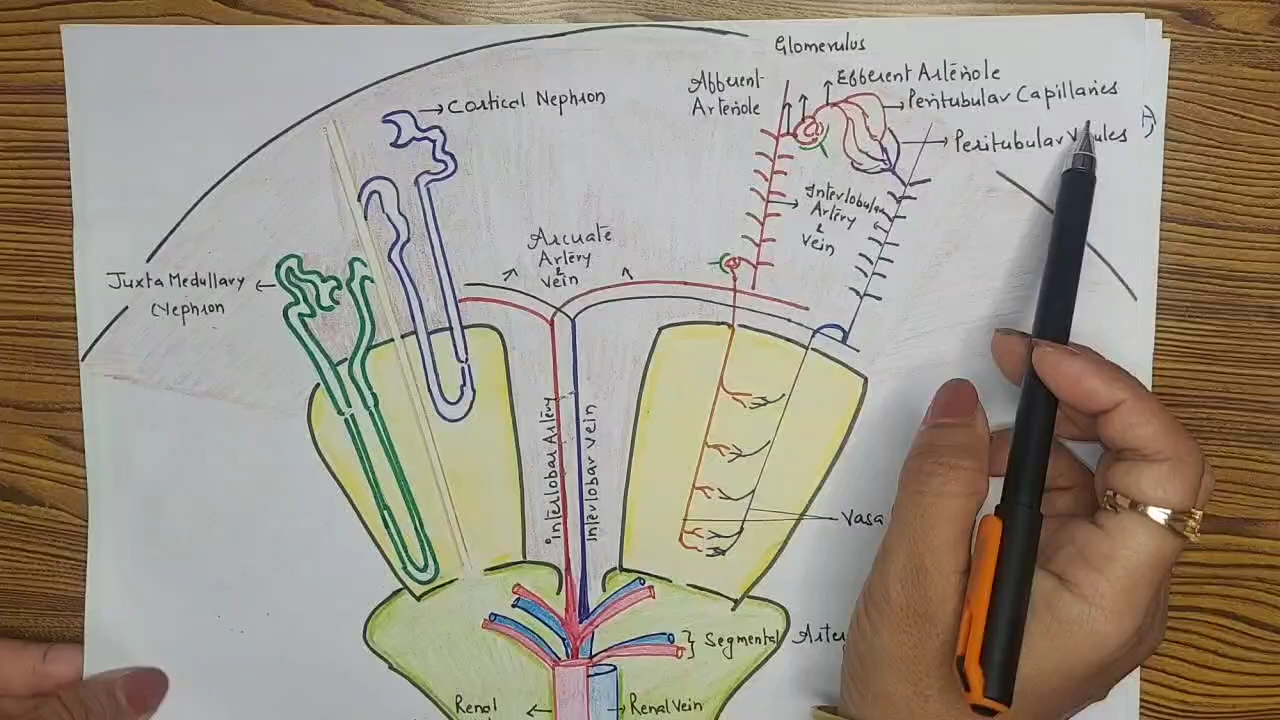 Glomerulus
Afferent
Arteriole
Efferent Arteriole
Peritubular Capillaries
Peritubular
Cortical Nephron
Juxta Medullary
Nephron
Arcuate
Artery
&
Vein
Interlobular
Artery
&
Vein
Interlobar Artery
Interlobar Vein
Vasa
Segmental
Renal
Renal Vein